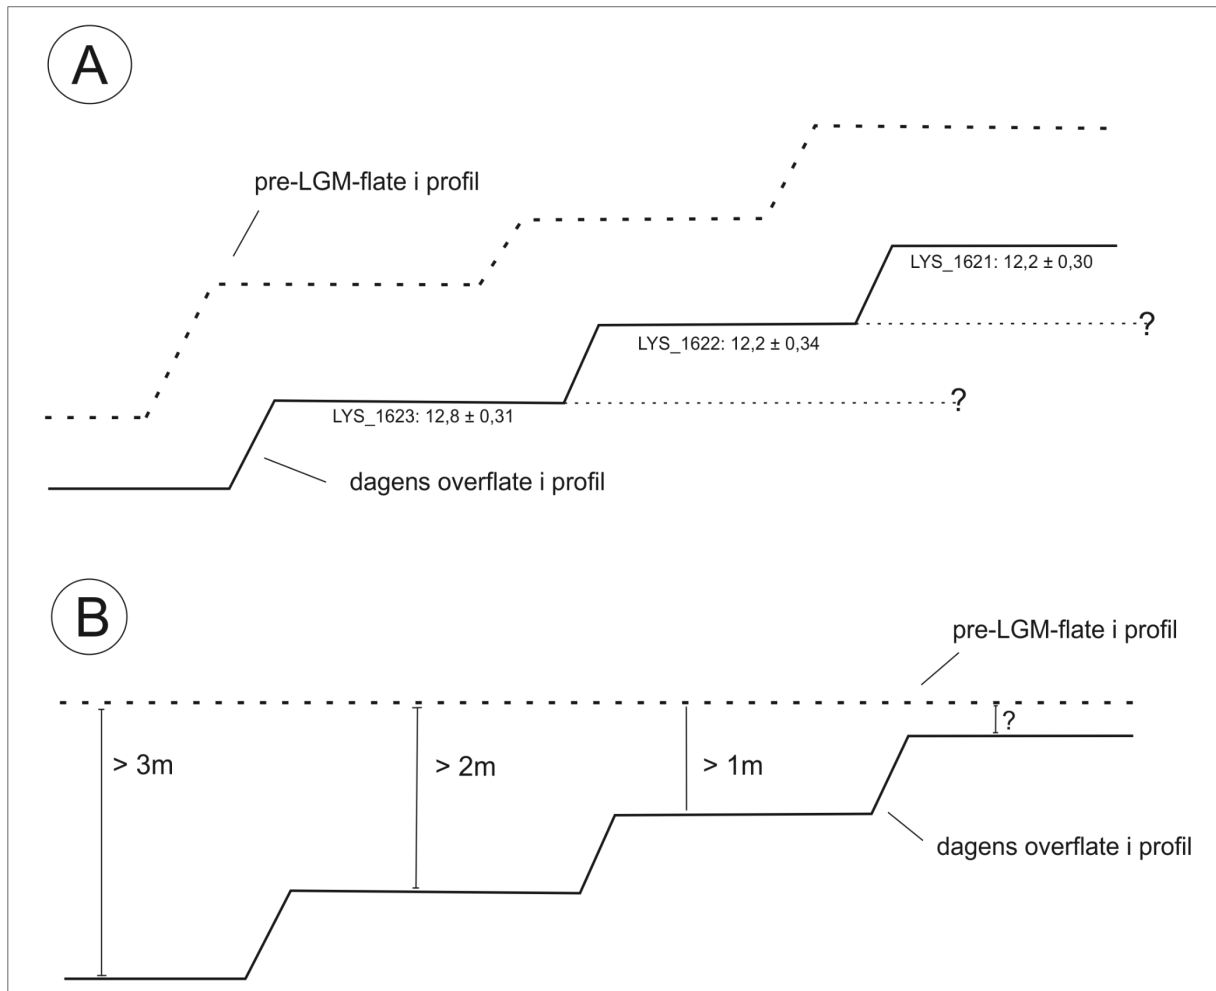 A
pre-LGM-flate i profil
LYS_1621: 12,2 ± 0,30
?
LYS_1622: 12,2 ± 0,34
?
LYS_1623: 12,8 ± 0,31
dagens overflate i profil
B
pre-LGM-flate i profil
?
> 3m
> 2m
> 1m
dagens overflate i profil